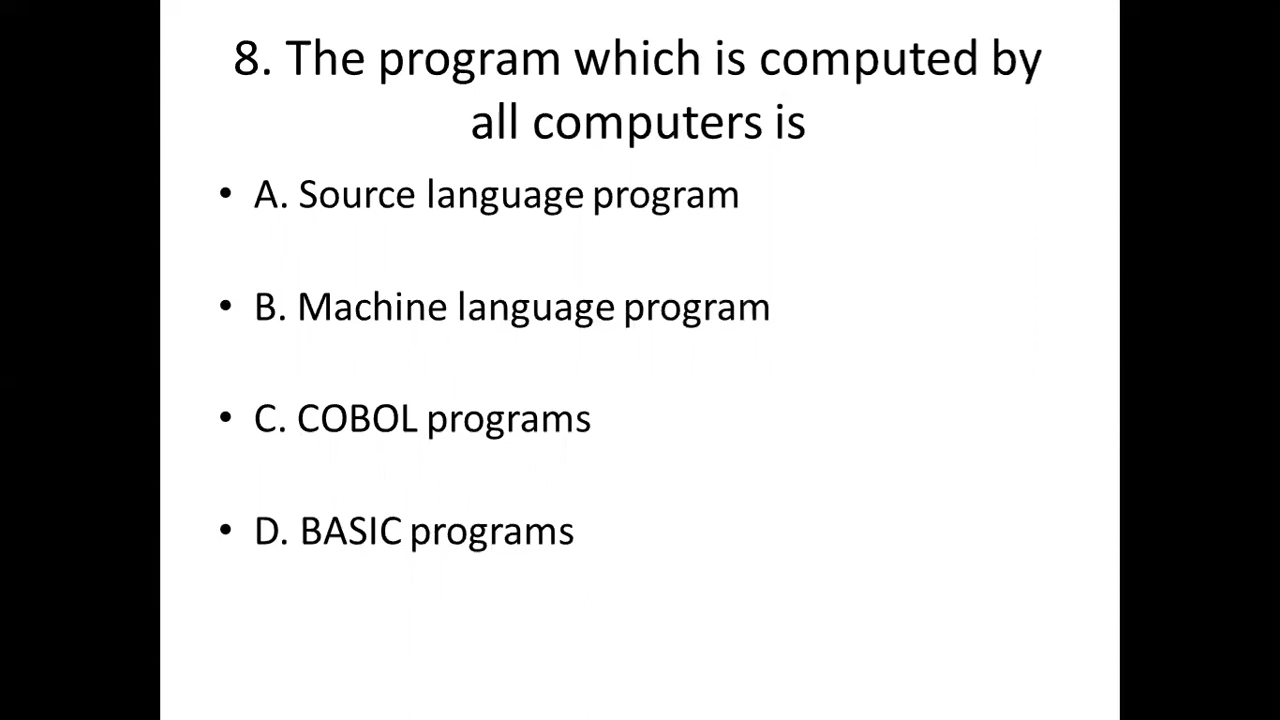 8. The program which is computed by
all computers is
• A. Source language program
• B. Machine language program
• C. COBOL programs
• D. BASIC programs